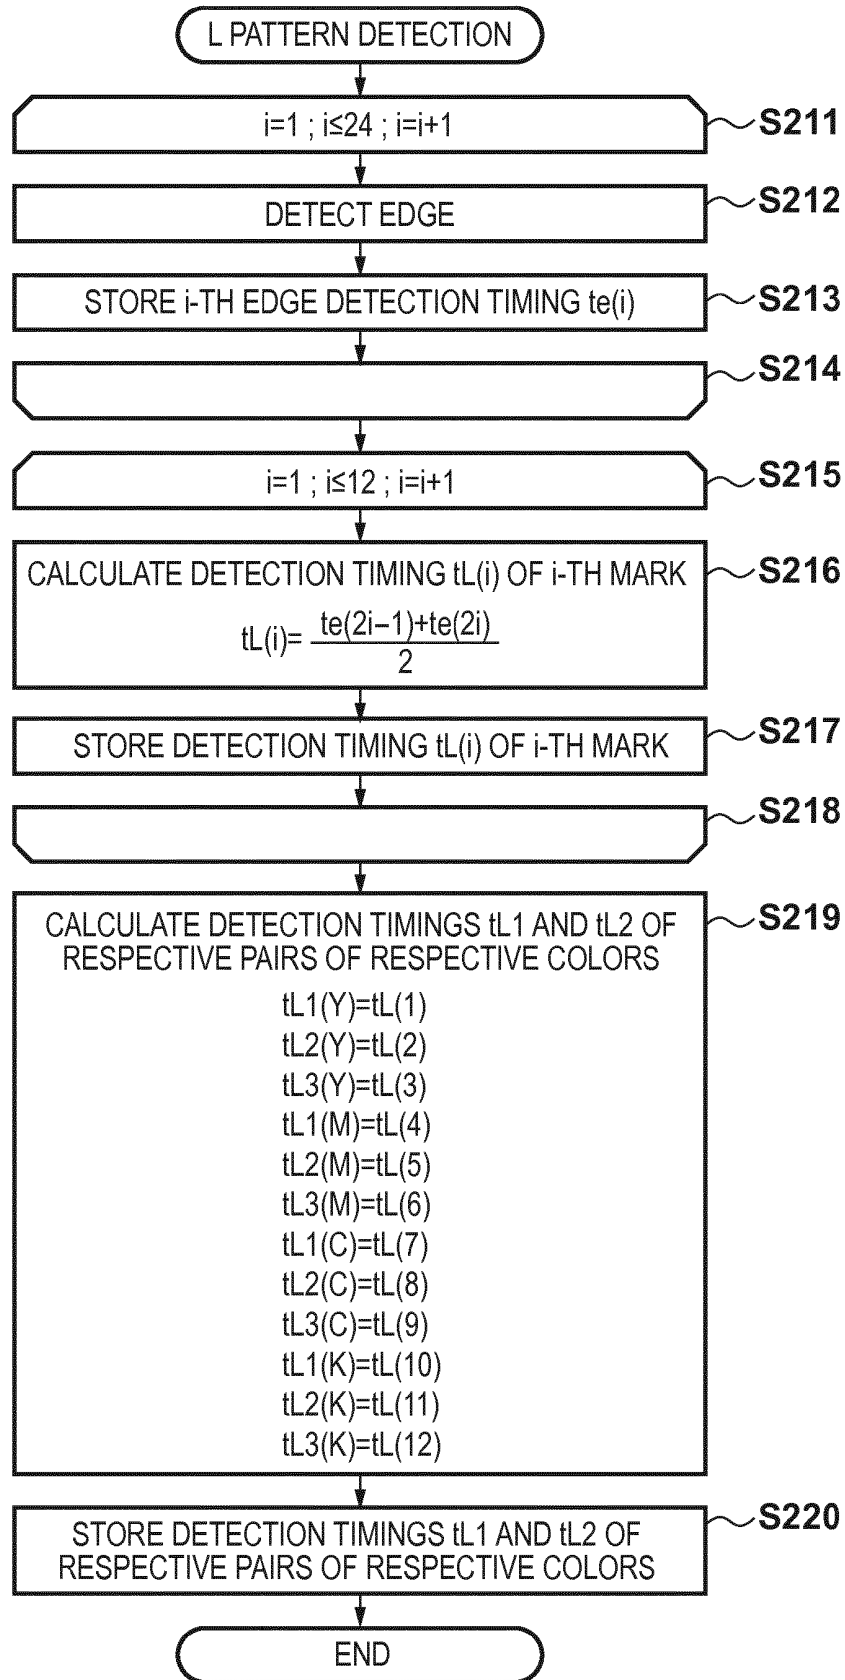 L PATTERN DETECTION
i=1 ; i≤24 ; i=i+1
S211
DETECT EDGE
S212
STORE i-TH EDGE DETECTION TIMING te(i)
S213
S214
i=1 ; i≤12 ; i=i+1
S215
CALCULATE DETECTION TIMING tL(i) OF i-TH MARK
S216
tL(i)= te(2i–1)+te(2i)
2
STORE DETECTION TIMING tL(i) OF i-TH MARK
S217
S218
CALCULATE DETECTION TIMINGS tL1 AND tL2 OF
S219
RESPECTIVE PAIRS OF RESPECTIVE COLORS
tL1(Y)=tL(1)
tL2(Y)=tL(2)
tL3(Y)=tL(3)
tL1(M)=tL(4)
tL2(M)=tL(5)
tL3(M)=tL(6)
tL1(C)=tL(7)
tL2(C)=tL(8)
tL3(C)=tL(9)
tL1(K)=tL(10)
tL2(K)=tL(11)
tL3(K)=tL(12)
STORE DETECTION TIMINGS tL1 AND tL2 OF
S220
RESPECTIVE PAIRS OF RESPECTIVE COLORS
END